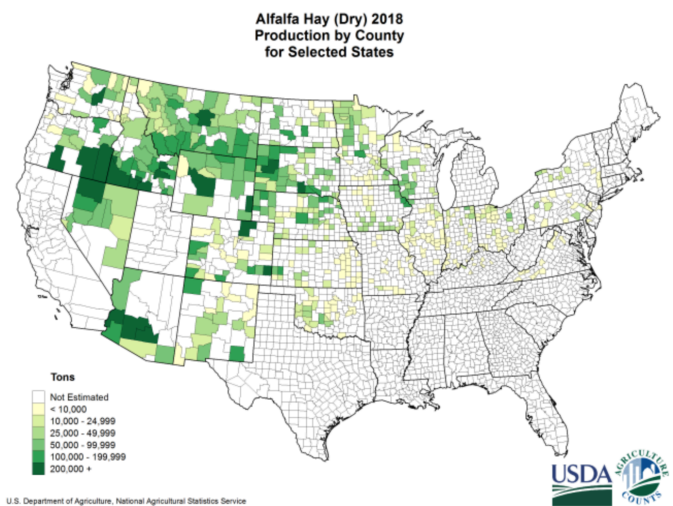 Alfalfa Hay (Dry) 2018
Production by County
for Selected States
Tons
Not Estimated
< 10,000
10,000 - 24,999
25,000 - 49,999
50,000 - 99,999
100,000 - 199,999
200,000 +
USDA
AGRICULTURE
COUNTS
U.S. Department of Agriculture, National Agricultural Statistics Service